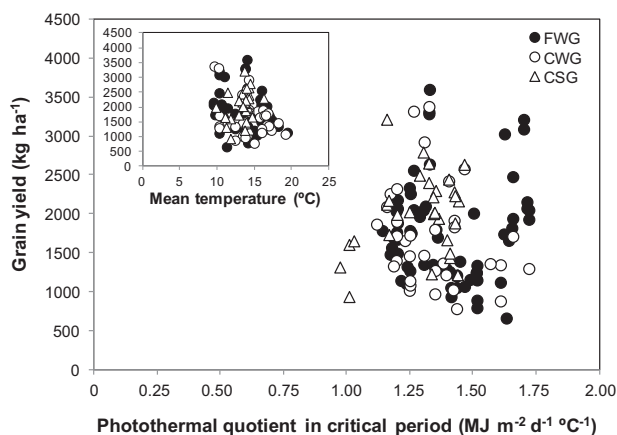 4500
4000
3500
3000
2500
2000
1500
1000
500
0
Grain yield (kg ha-1)
4500
4000
3500
3000
2500
2000
1500
1000
500
0
0 5 10 15 20 25
Mean temperature (ºC)
FWG
CWG
CSG
0 0.25 0.50 0.75 1.00 1.25 1.50 1.75 2.00
Photothermal quotient in critical period (MJ m-2 d-1 ºC-1)